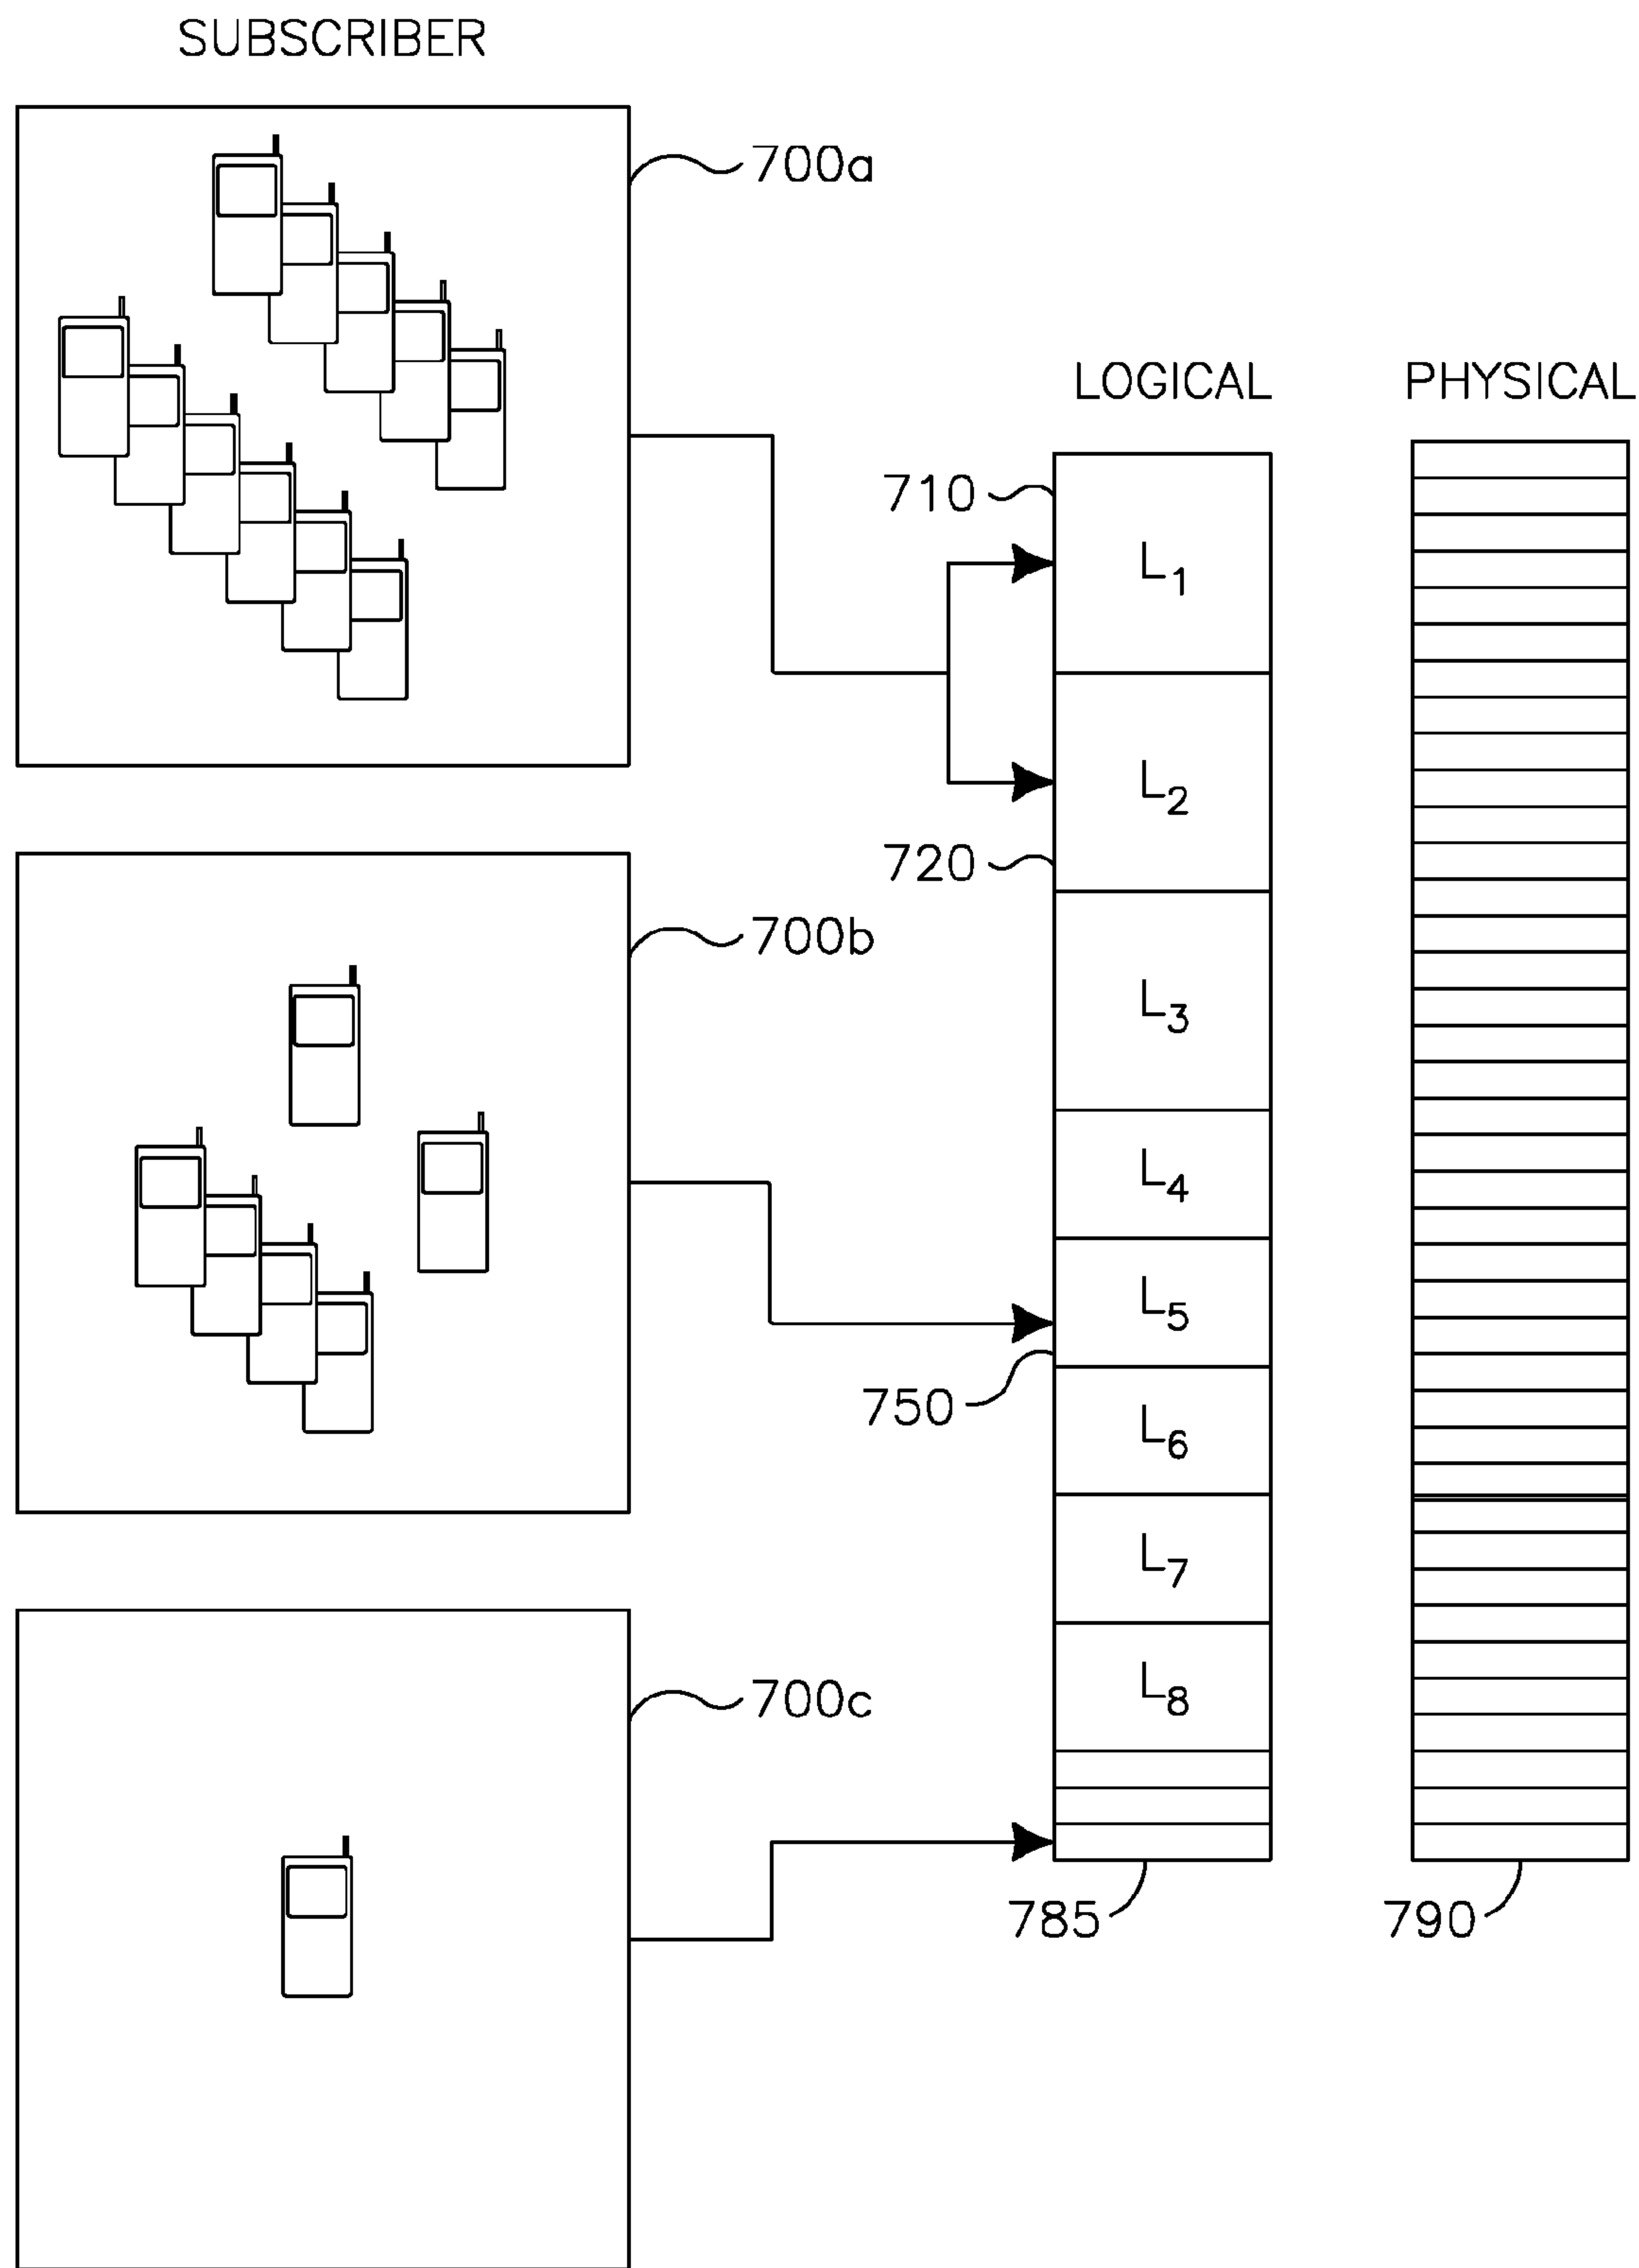 SUBSCRIBER
700a
LOGICAL
PHYSICAL
710
L1
L2
720
700b
L3
L4
L5
750
L6
L7
700c
L8
785
790